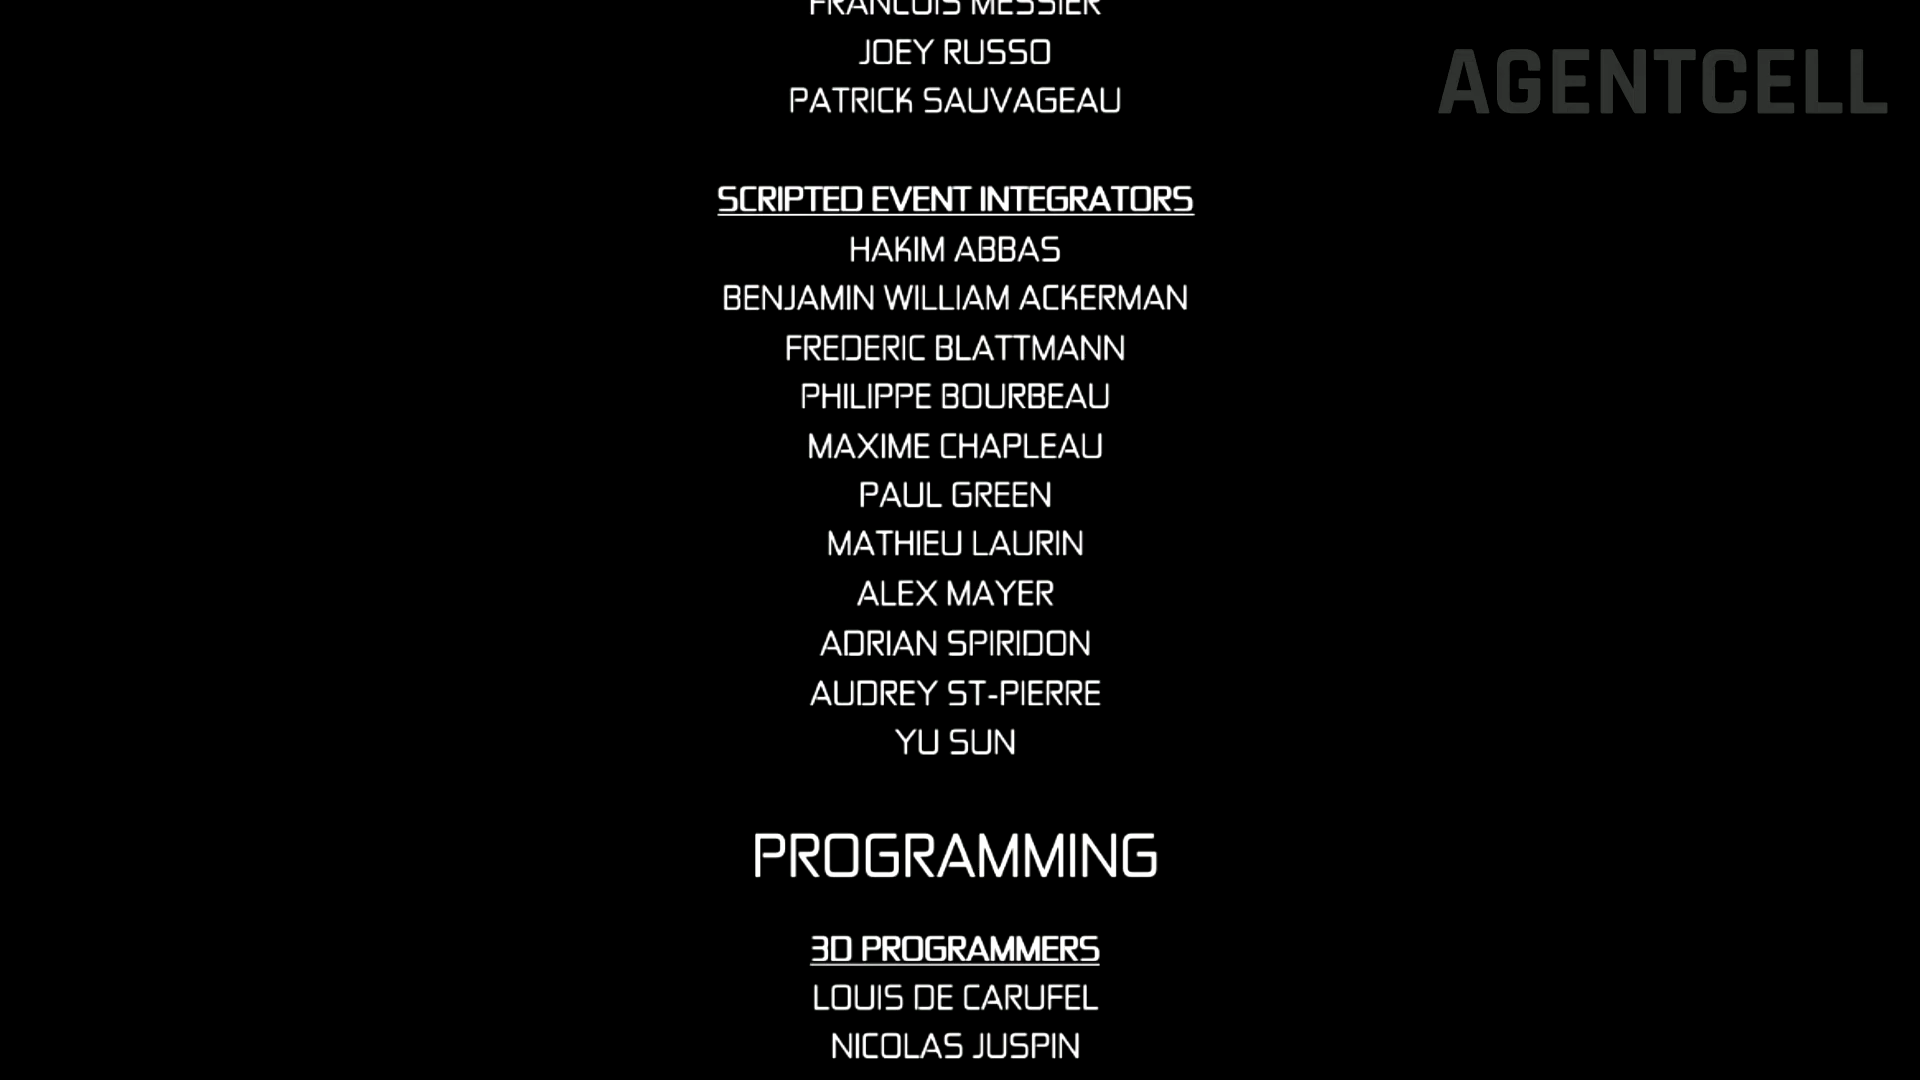 FRANCOIS MESSIER
JOEY RUSSO
PATRICK SAUVAGEAU
AGENTCELL
SCRIPTED EVENT INTEGRATORS
HAKIM ABBAS
BENJAMIN WILLIAM ACKERMAN
FREDERIC BLATTMANN
PHILIPPE BOURBEAU
MAXIME CHAPLEAU
PAUL GREEN
MATHIEU LAURIN
ALEX MAYER
ADRIAN SPIRIDON
AUDREY ST-PIERRE
YU SUN
PROGRAMMING
3D PROGRAMMERS
LOUIS DE CARUFEL
NICOLAS JUSPIN